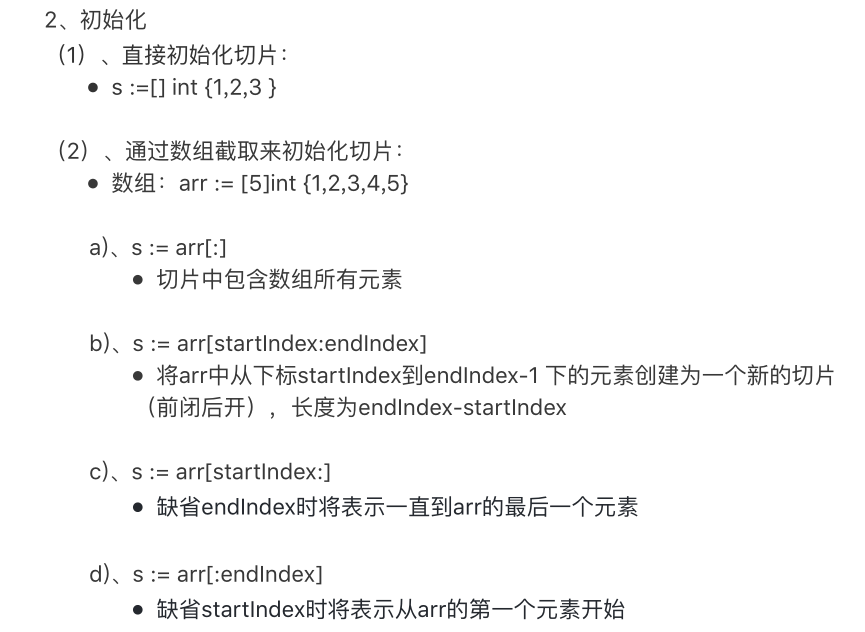 2、初始化
（1）、直接初始化切片：
● s :=[] int {1,2,3 }
（2）、通过数组截取来初始化切片：
● 数组：arr := [5]int {1,2,3,4,5}
a)、s := arr[:]
● 切片中包含数组所有元素
b)、s := arr[startIndex:endIndex]
● 将arr中从下标startIndex到endIndex-1 下的元素创建为一个新的切片
（前闭后开），长度为endIndex-startIndex
c)、s := arr[startIndex:]
● 缺省endIndex时将表示一直到arr的最后一个元素
d)、s := arr[:endIndex]
● 缺省startIndex时将表示从arr的第一个元素开始